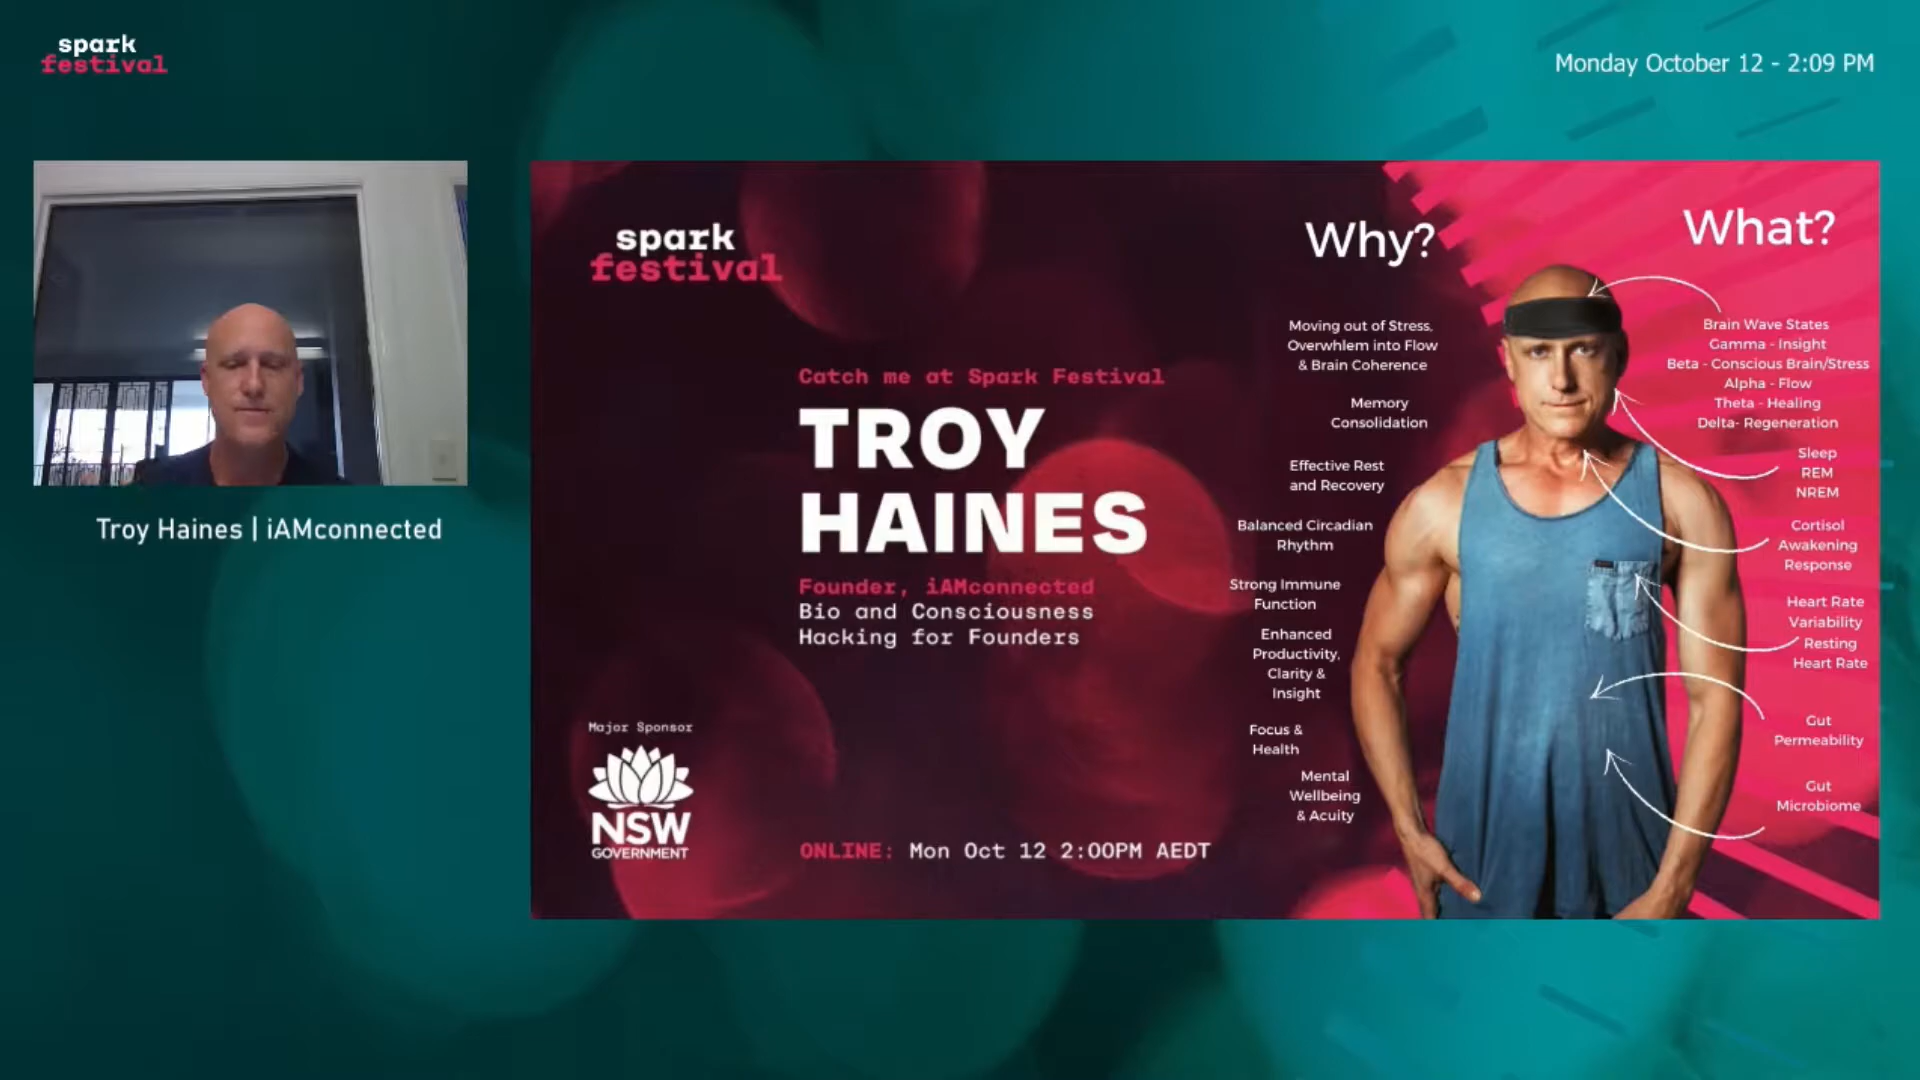 spark
festival
Monday October 12 - 2:09 PM
Troy Haines | iAMconnected
spark
festival
Catch me at Spark Festival
TROY
HAINES
Founder, iAMconnected
Bio and Consciousness
Hacking for Founders
Major Sponsor
NSW
GOVERNMENT
ONLINE: Mon Oct 12 2:00PM AEDT
Why?
Moving out of Stress,
Overwhlem into Flow
& Brain Coherence
Memory
Consolidation
Effective Rest
and Recovery
Balanced Circadian
Rhythm
Strong Immune
Function
Enhanced
Productivity,
Clarity &
Insight
Focus &
Health
Mental
Wellbeing
& Acuity
What?
Brain Wave States
Gamma - Insight
Beta - Conscious Brain/Stress
Alpha - Flow
Theta - Healing
Delta- Regeneration
Sleep
REM
NREM
Cortisol
Awakening
Response
Heart Rate
Variability
Resting
Heart Rate
Gut
Permeability
Gut
Microbiome